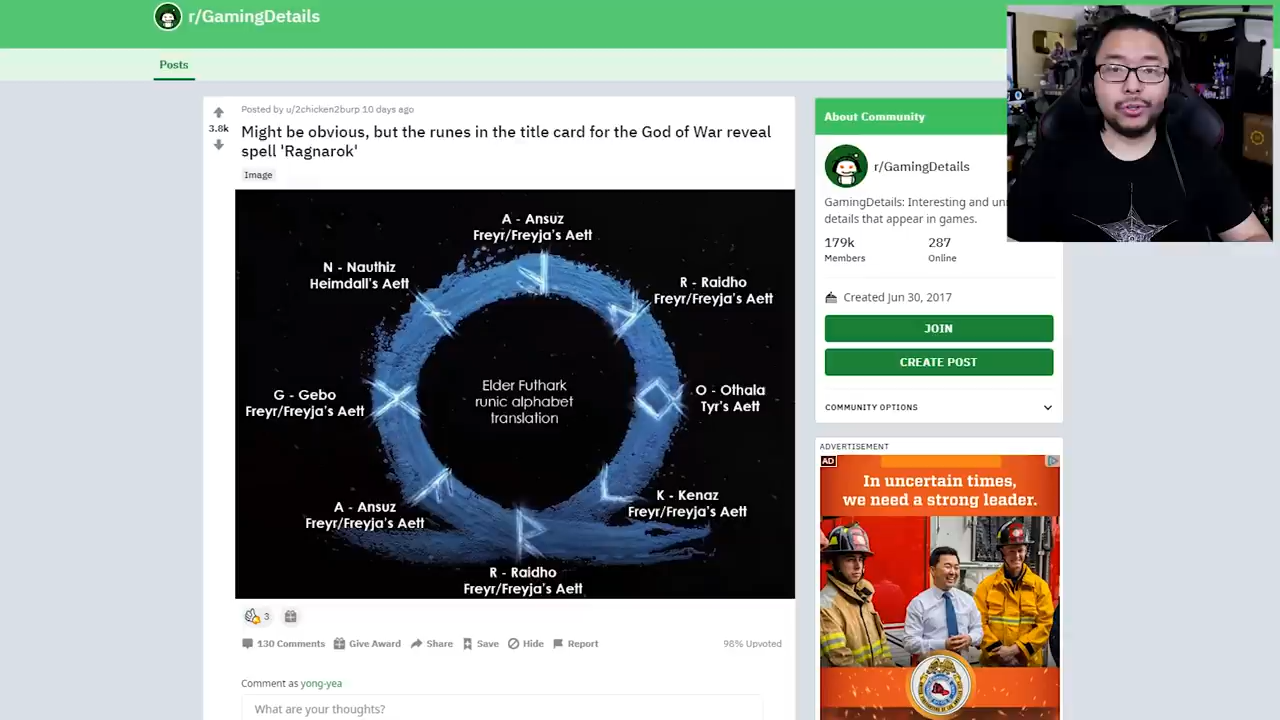 r/GamingDetails
Posts
Posted by u/2chicken2burp 10 days ago
3.8k
Might be obvious, but the runes in the title card for the God of War reveal
spell 'Ragnarok'
Image
A - Ansuz
Freyr/Freyja's Aett
N - Nauthiz
Heimdall's Aett
R - Raidho
Freyr/Freyja's Aett
G - Gebo
Freyr/Freyja's Aett
Elder Futhark
runic alphabet
translation
O - Othala
Tyr's Aett
A - Ansuz
Freyr/Freyja's Aett
K - Kenaz
Freyr/Freyja's Aett
R - Raidho
Freyr/Freyja's Aett
3
130 Comments Give Award Share Save Hide Report 98% Upvoted
Comment as yong-yea
What are your thoughts?
About Community
r/GamingDetails
GamingDetails: Interesting and
details that appear in games.
179k 287
Members Online
Created Jun 30, 2017
JOIN
CREATE POST
COMMUNITY OPTIONS
ADVERTISEMENT
AD
In uncertain times,
we need a strong leader.